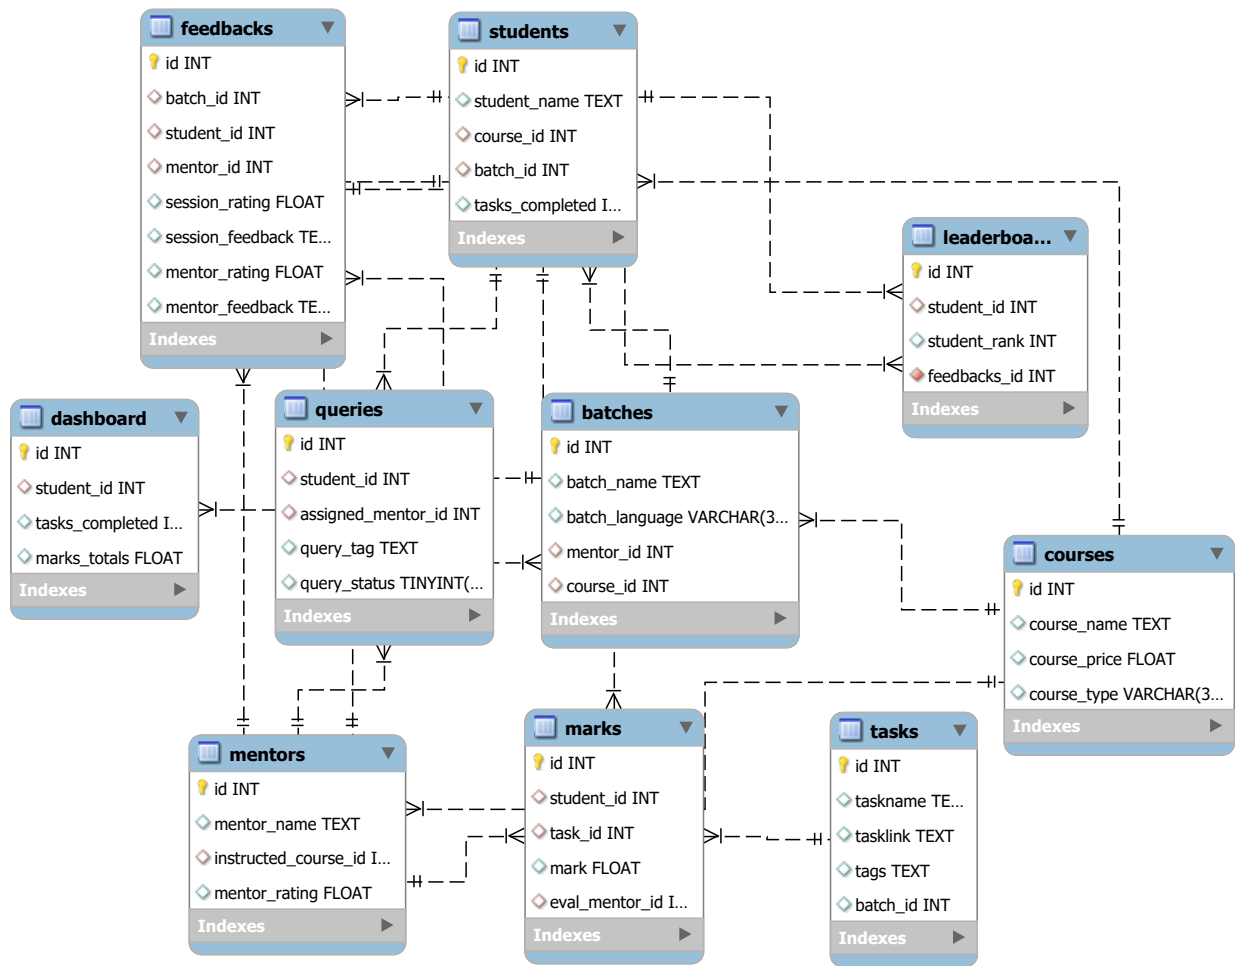 feedbacks
id INT
batch_id INT
student_id INT
mentor_id INT
session_rating FLOAT
session_feedback TE...
mentor_rating FLOAT
mentor_feedback TE...
Indexes
students
id INT
student_name TEXT
course_id INT
batch_id INT
tasks_completed I...
Indexes
leaderboa...
id INT
student_id INT
student_rank INT
feedbacks_id INT
Indexes
dashboard
id INT
student_id INT
tasks_completed I...
marks_totals FLOAT
Indexes
queries
id INT
student_id INT
assigned_mentor_id INT
query_tag TEXT
query_status TINYINT(...
Indexes
batches
id INT
batch_name TEXT
batch_language VARCHAR(3...
mentor_id INT
course_id INT
Indexes
courses
id INT
course_name TEXT
course_price FLOAT
course_type VARCHAR(3...
Indexes
mentors
id INT
mentor_name TEXT
instructed_course_id I...
mentor_rating FLOAT
Indexes
marks
id INT
student_id INT
task_id INT
mark FLOAT
eval_mentor_id I...
Indexes
tasks
id INT
taskname TE...
tasklink TEXT
tags TEXT
batch_id INT
Indexes